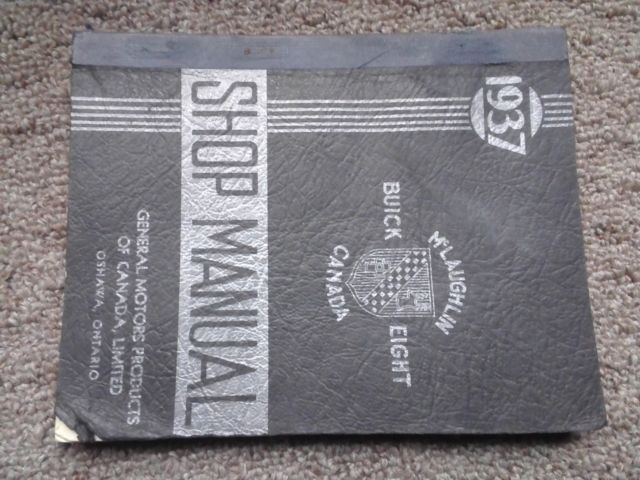 1937
McLAUGHLIN
BUICK EIGHT
CANADA
SHOP MANUAL
GENERAL MOTORS PRODUCTS
OF CANADA, LIMITED
OSHAWA, ONTARIO